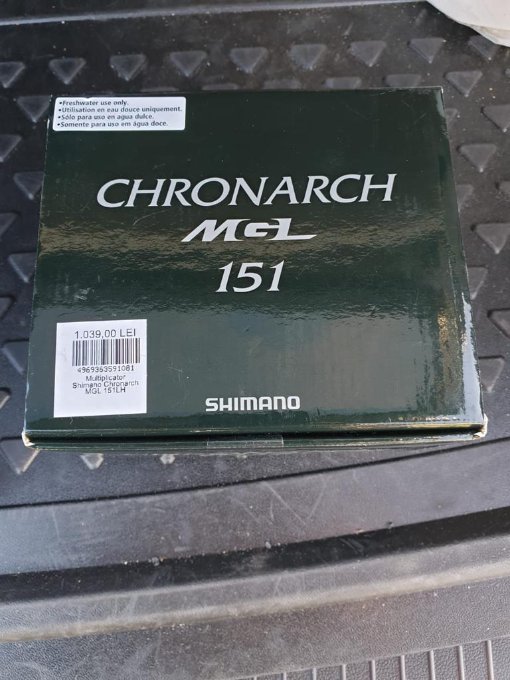 •Freshwater use only.
•Utilisation en eau douce uniquement.
•Sólo para uso en agua dulce.
•Somente para uso em água doce.
CHRONARCH
MGL
151
1.039,00 LEI
4969363591081
Multiplicator
Shimano Chronarch
MGL 151LH
SHIMANO